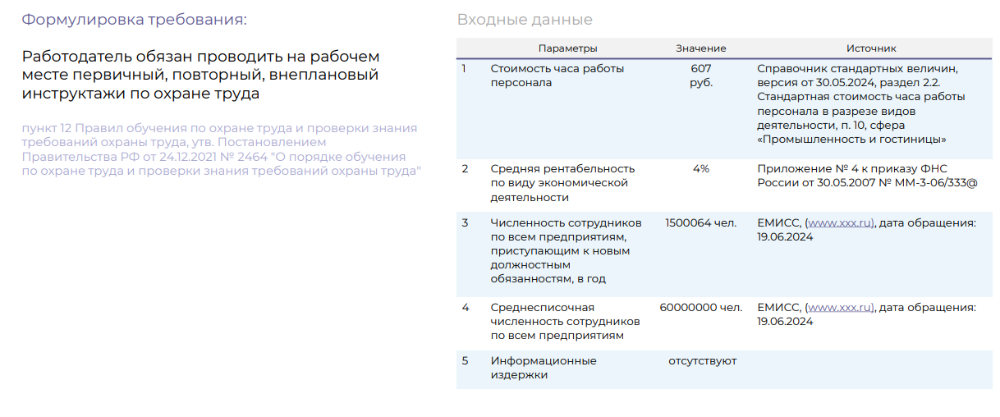 Формулировка требования:
Работодатель обязан проводить на рабочем
месте первичный, повторный, внеплановый
инструктажи по охране труда
пункт 12 Правил обучения по охране труда и проверки знания
требований охраны труда, утв. Постановлением
Правительства РФ от 24.12.2021 № 2464 "О порядке обучения
по охране труда и проверки знания требований охраны труда"
Входные данные
Параметры Значение Источник
1 Стоимость часа работы персонала 607 руб. Справочник стандартных величин,
версия от 30.05.2024, раздел 2.2.
Стандартная стоимость часа работы
персонала в разрезе видов
деятельности, п. 10, сфера
«Промышленность и гостиницы»
2 Средняя рентабельность
по виду экономической
деятельности
4%
Приложение № 4 к приказу ФНС
России от 30.05.2007 № ММ-3-06/333@
3 Численность сотрудников
по всем предприятиям,
приступающим к новым
должностным
обязанностям, в год
1500064 чел.
ЕМИСС, (www.xxx.ru), дата обращения:
19.06.2024
4 Среднесписочная
численность сотрудников
по всем предприятиям
60000000 чел.
ЕМИСС, (www.xxx.ru), дата обращения:
19.06.2024
5 Информационные
издержки
отсутствуют